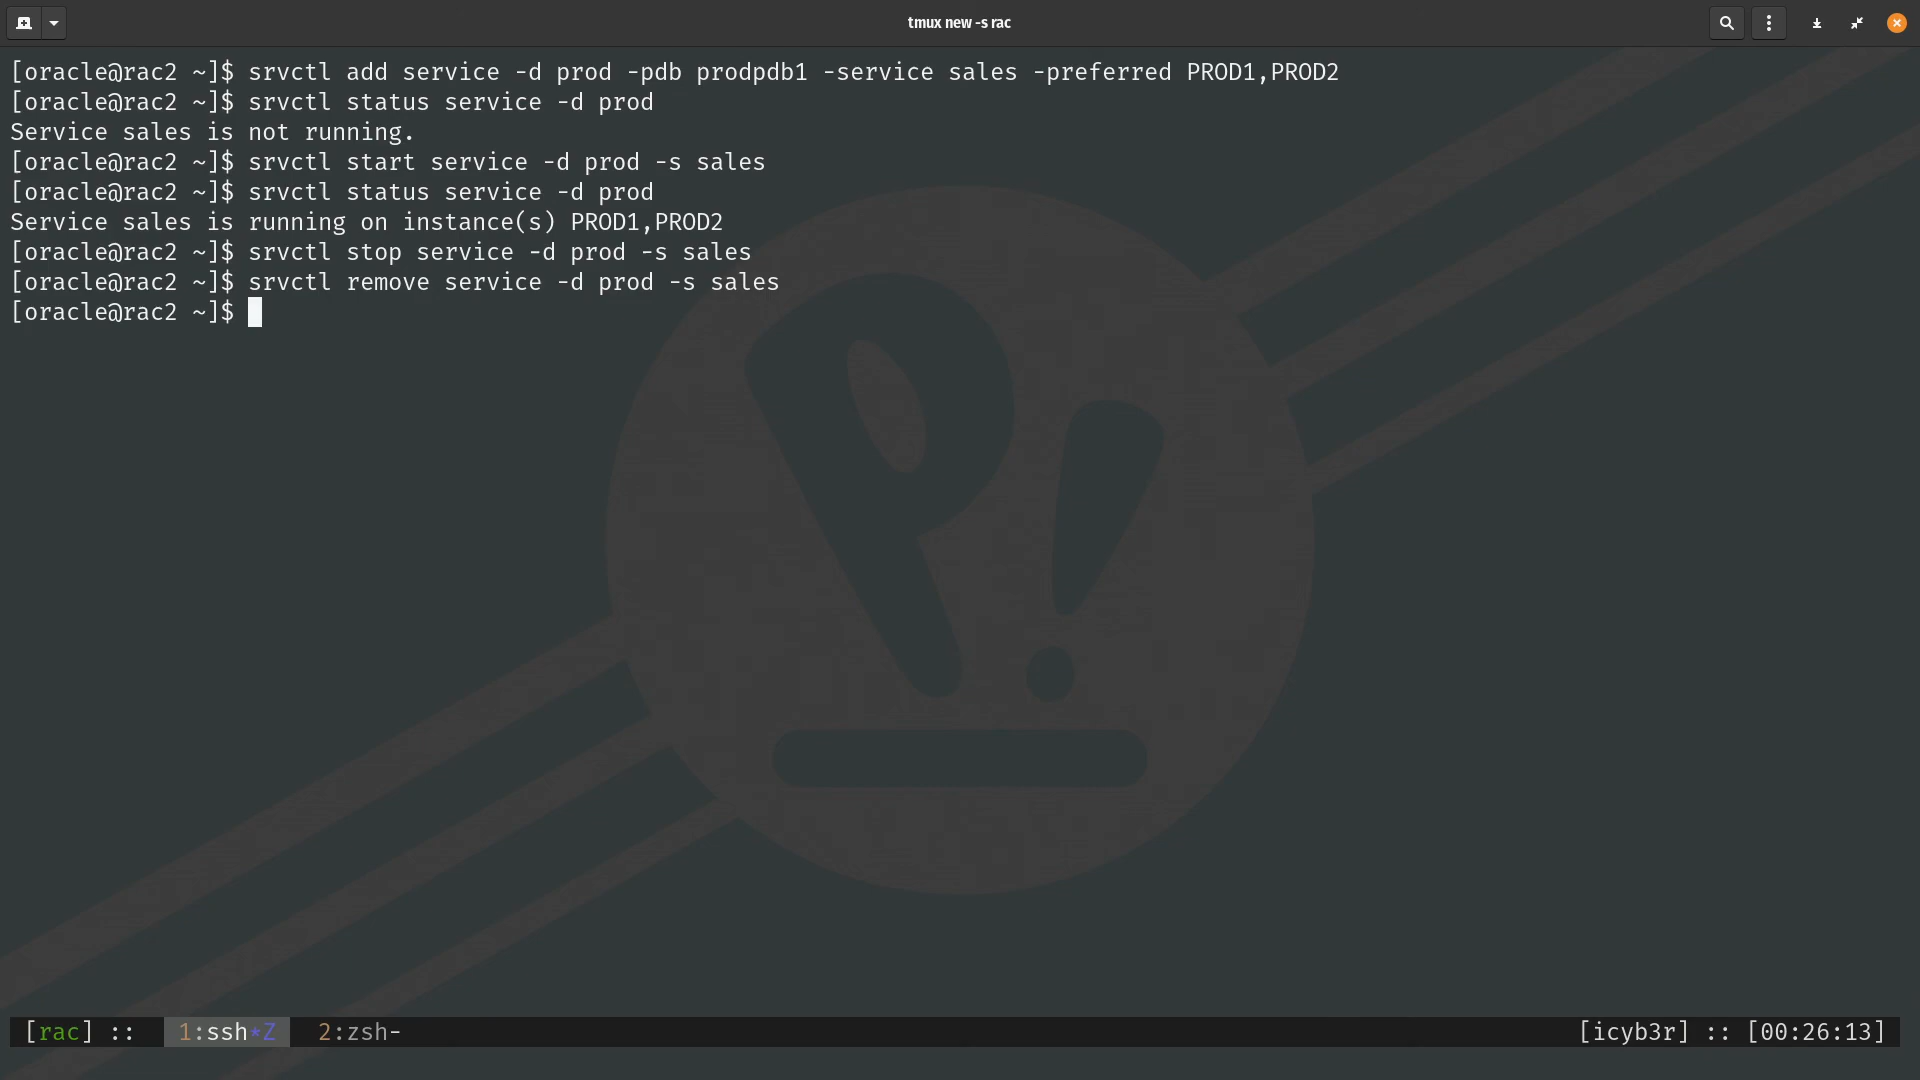 tmux new -s rac
[oracle@rac2 ~]$ srvctl add service -d prod -pdb prodpdb1 -service sales -preferred PROD1,PROD2
[oracle@rac2 ~]$ srvctl status service -d prod
Service sales is not running.
[oracle@rac2 ~]$ srvctl start service -d prod -s sales
[oracle@rac2 ~]$ srvctl status service -d prod
Service sales is running on instance(s) PROD1,PROD2
[oracle@rac2 ~]$ srvctl stop service -d prod -s sales
[oracle@rac2 ~]$ srvctl remove service -d prod -s sales
[oracle@rac2 ~]$
[rac] :: 1:ssh*Z 2:zsh- [icyb3r] :: [00:26:13]